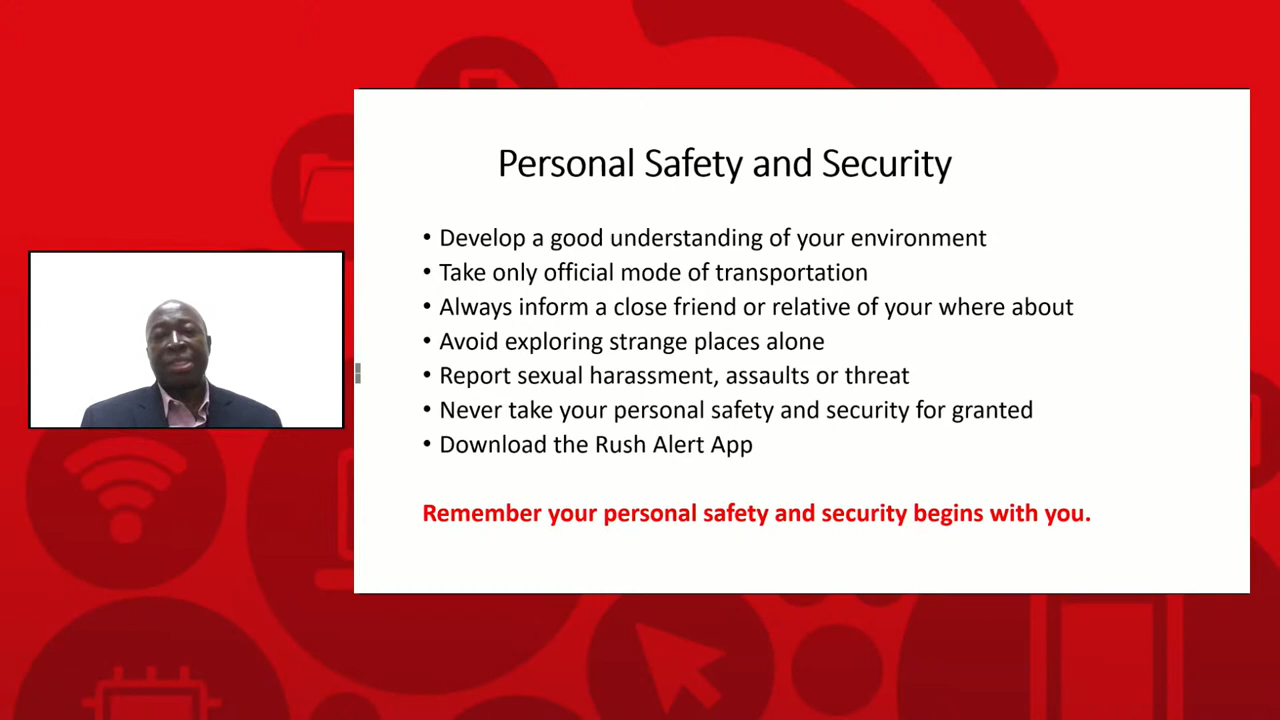 Personal Safety and Security
• Develop a good understanding of your environment
• Take only official mode of transportation
• Always inform a close friend or relative of your where about
• Avoid exploring strange places alone
• Report sexual harassment, assaults or threat
• Never take your personal safety and security for granted
• Download the Rush Alert App
Remember your personal safety and security begins with you.